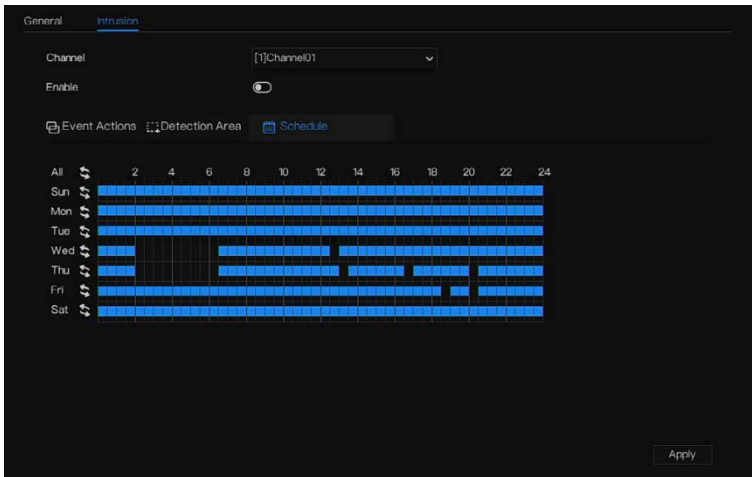 General Intrusion
Channel [1]Channel01
Enable
Event Actions Detection Area Schedule
All 2 4 6 8 10 12 14 16 18 20 22 24
Sun
Mon
Tue
Wed
Thu
Fri
Sat
Apply